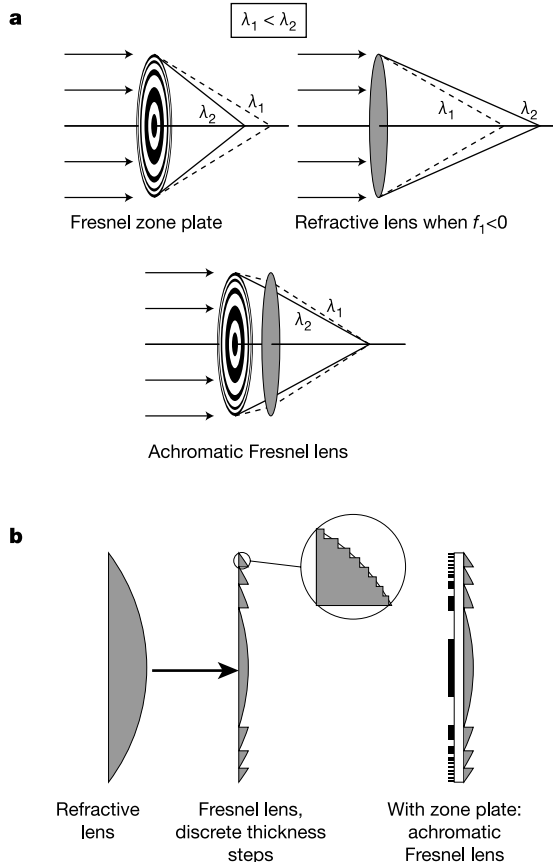 a
λ₁ < λ₂
λ₂
λ₁
λ₁
λ₂
Fresnel zone plate
Refractive lens when f₁<0
λ₂
λ₁
Achromatic Fresnel lens
b
Refractive
lens
Fresnel lens,
discrete thickness
steps
With zone plate:
achromatic
Fresnel lens